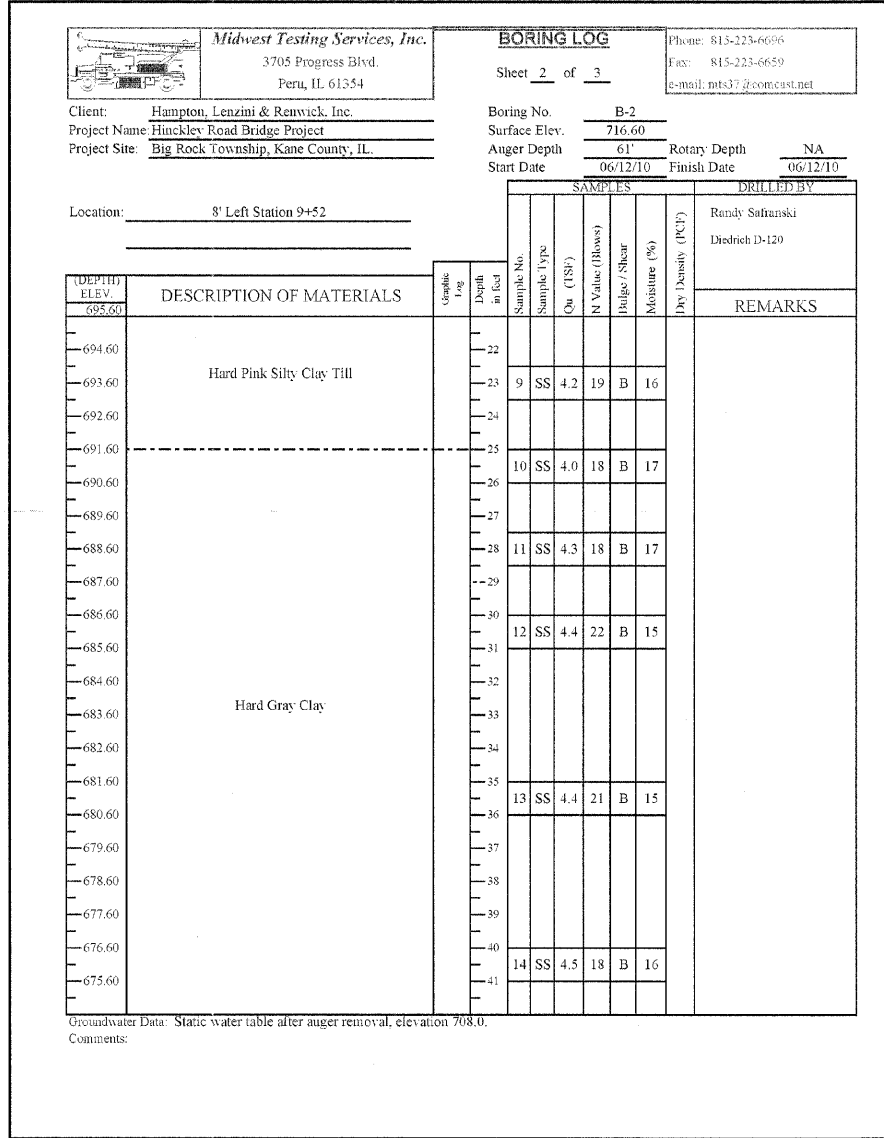 Midwest Testing Services, Inc.
3705 Progress Blvd.
Peru, IL 61354
BORING LOG
Sheet 2 of 3
Phone: 815-223-6696
Fax: 815-223-6659
e-mail: mts37@comcast.net
Client: Hampton, Lenzini & Renwick, Inc.
Project Name: Hinckley Road Bridge Project
Project Site: Big Rock Township, Kane County, IL.
Boring No. B-2
Surface Elev. 716.60
Auger Depth 61' Rotary Depth NA
Start Date 06/12/10 Finish Date 06/12/10
Location: 8' Left Station 9+52
SAMPLES
DRILLED BY
Randy Safranski
Diedrich D-120
(DEPTH) ELEV. 695.60
DESCRIPTION OF MATERIALS
Graphic Log
Depth in feet
Sample No.
Sample Type
Qu (TSF)
N Value (Blows)
Bulge / Shear
Moisture (%)
Dry Density (PCF)
REMARKS
694.60 22
Hard Pink Silty Clay Till
693.60 23 9 SS 4.2 19 B 16
692.60 24
691.60 25
10 SS 4.0 18 B 17
690.60 26
689.60 27
688.60 28 11 SS 4.3 18 B 17
687.60 29
686.60 30
12 SS 4.4 22 B 15
685.60 31
684.60 32
Hard Gray Clay
683.60 33
682.60 34
681.60 35
13 SS 4.4 21 B 15
680.60 36
679.60 37
678.60 38
677.60 39
676.60 40
14 SS 4.5 18 B 16
675.60 41
Groundwater Data: Static water table after auger removal, elevation 708.0.
Comments: